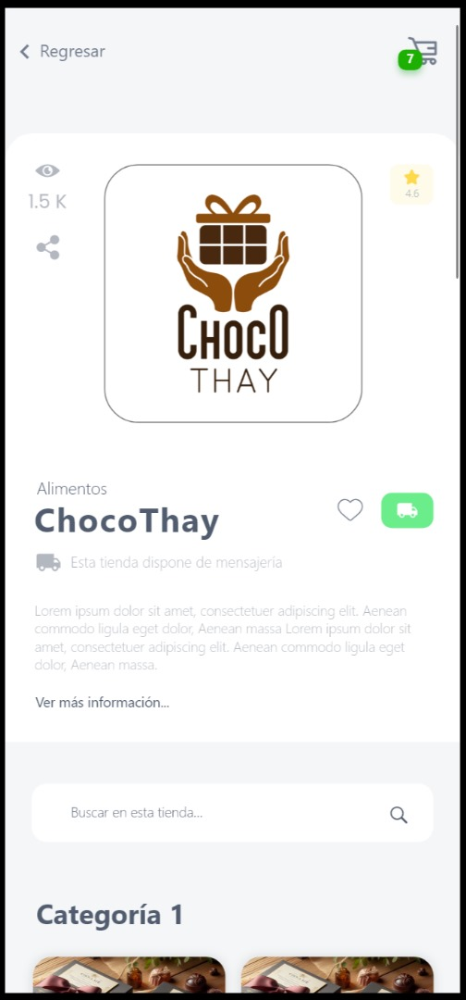 Regresar
7
1.5 K
4.6
CHOCO
THAY
Alimentos
ChocoThay
Esta tienda dispone de mensajería
Lorem ipsum dolor sit amet, consectetuer adipiscing elit. Aenean
commodo ligula eget dolor, Aenean massa Lorem ipsum dolor sit
amet, consectetuer adipiscing elit. Aenean commodo ligula eget
dolor, Aenean massa.
Ver más información...
Buscar en esta tienda...
Categoría 1